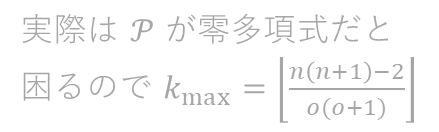 実際は 𝒫 が零多項式だと
困るので k_max = ⌊(n(n+1)−2)/(o(o+1))⌋